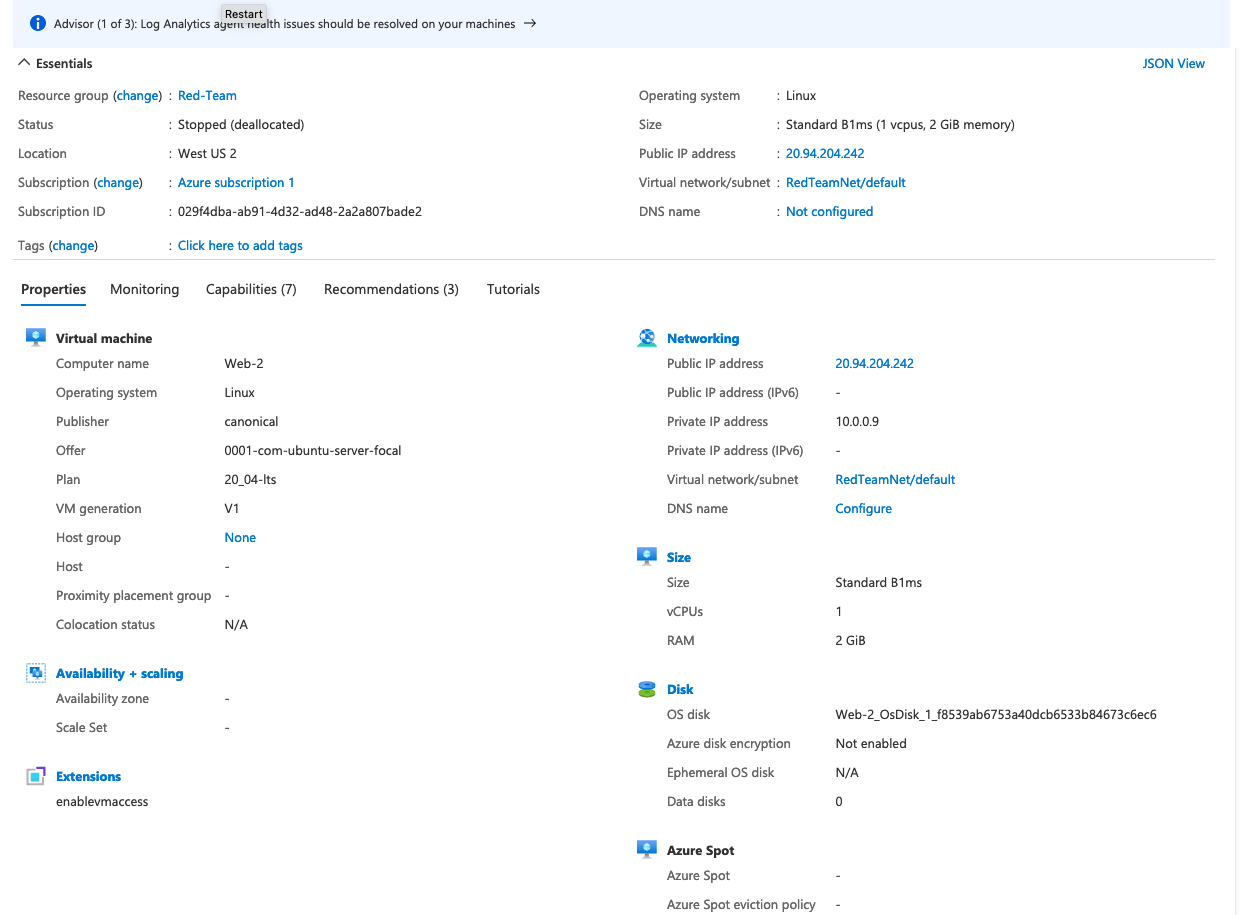 Restart
Advisor (1 of 3): Log Analytics agent health issues should be resolved on your machines →
Essentials
JSON View
Resource group (change) : Red-Team
Status : Stopped (deallocated)
Location : West US 2
Subscription (change) : Azure subscription 1
Subscription ID : 029f4dba-ab91-4d32-ad48-2a2a807bade2
Tags (change) : Click here to add tags
Operating system : Linux
Size : Standard B1ms (1 vcpus, 2 GiB memory)
Public IP address : 20.94.204.242
Virtual network/subnet : RedTeamNet/default
DNS name : Not configured
Properties Monitoring Capabilities (7) Recommendations (3) Tutorials
Virtual machine
Computer name Web-2
Operating system Linux
Publisher canonical
Offer 0001-com-ubuntu-server-focal
Plan 20_04-lts
VM generation V1
Host group None
Host -
Proximity placement group -
Colocation status N/A
Availability + scaling
Availability zone -
Scale Set -
Extensions
enablevmaccess
Networking
Public IP address 20.94.204.242
Public IP address (IPv6) -
Private IP address 10.0.0.9
Private IP address (IPv6) -
Virtual network/subnet RedTeamNet/default
DNS name Configure
Size
Size Standard B1ms
vCPUs 1
RAM 2 GiB
Disk
OS disk Web-2_OsDisk_1_f8539ab6753a40dcb6533b84673c6ec6
Azure disk encryption Not enabled
Ephemeral OS disk N/A
Data disks 0
Azure Spot
Azure Spot -
Azure Spot eviction policy -